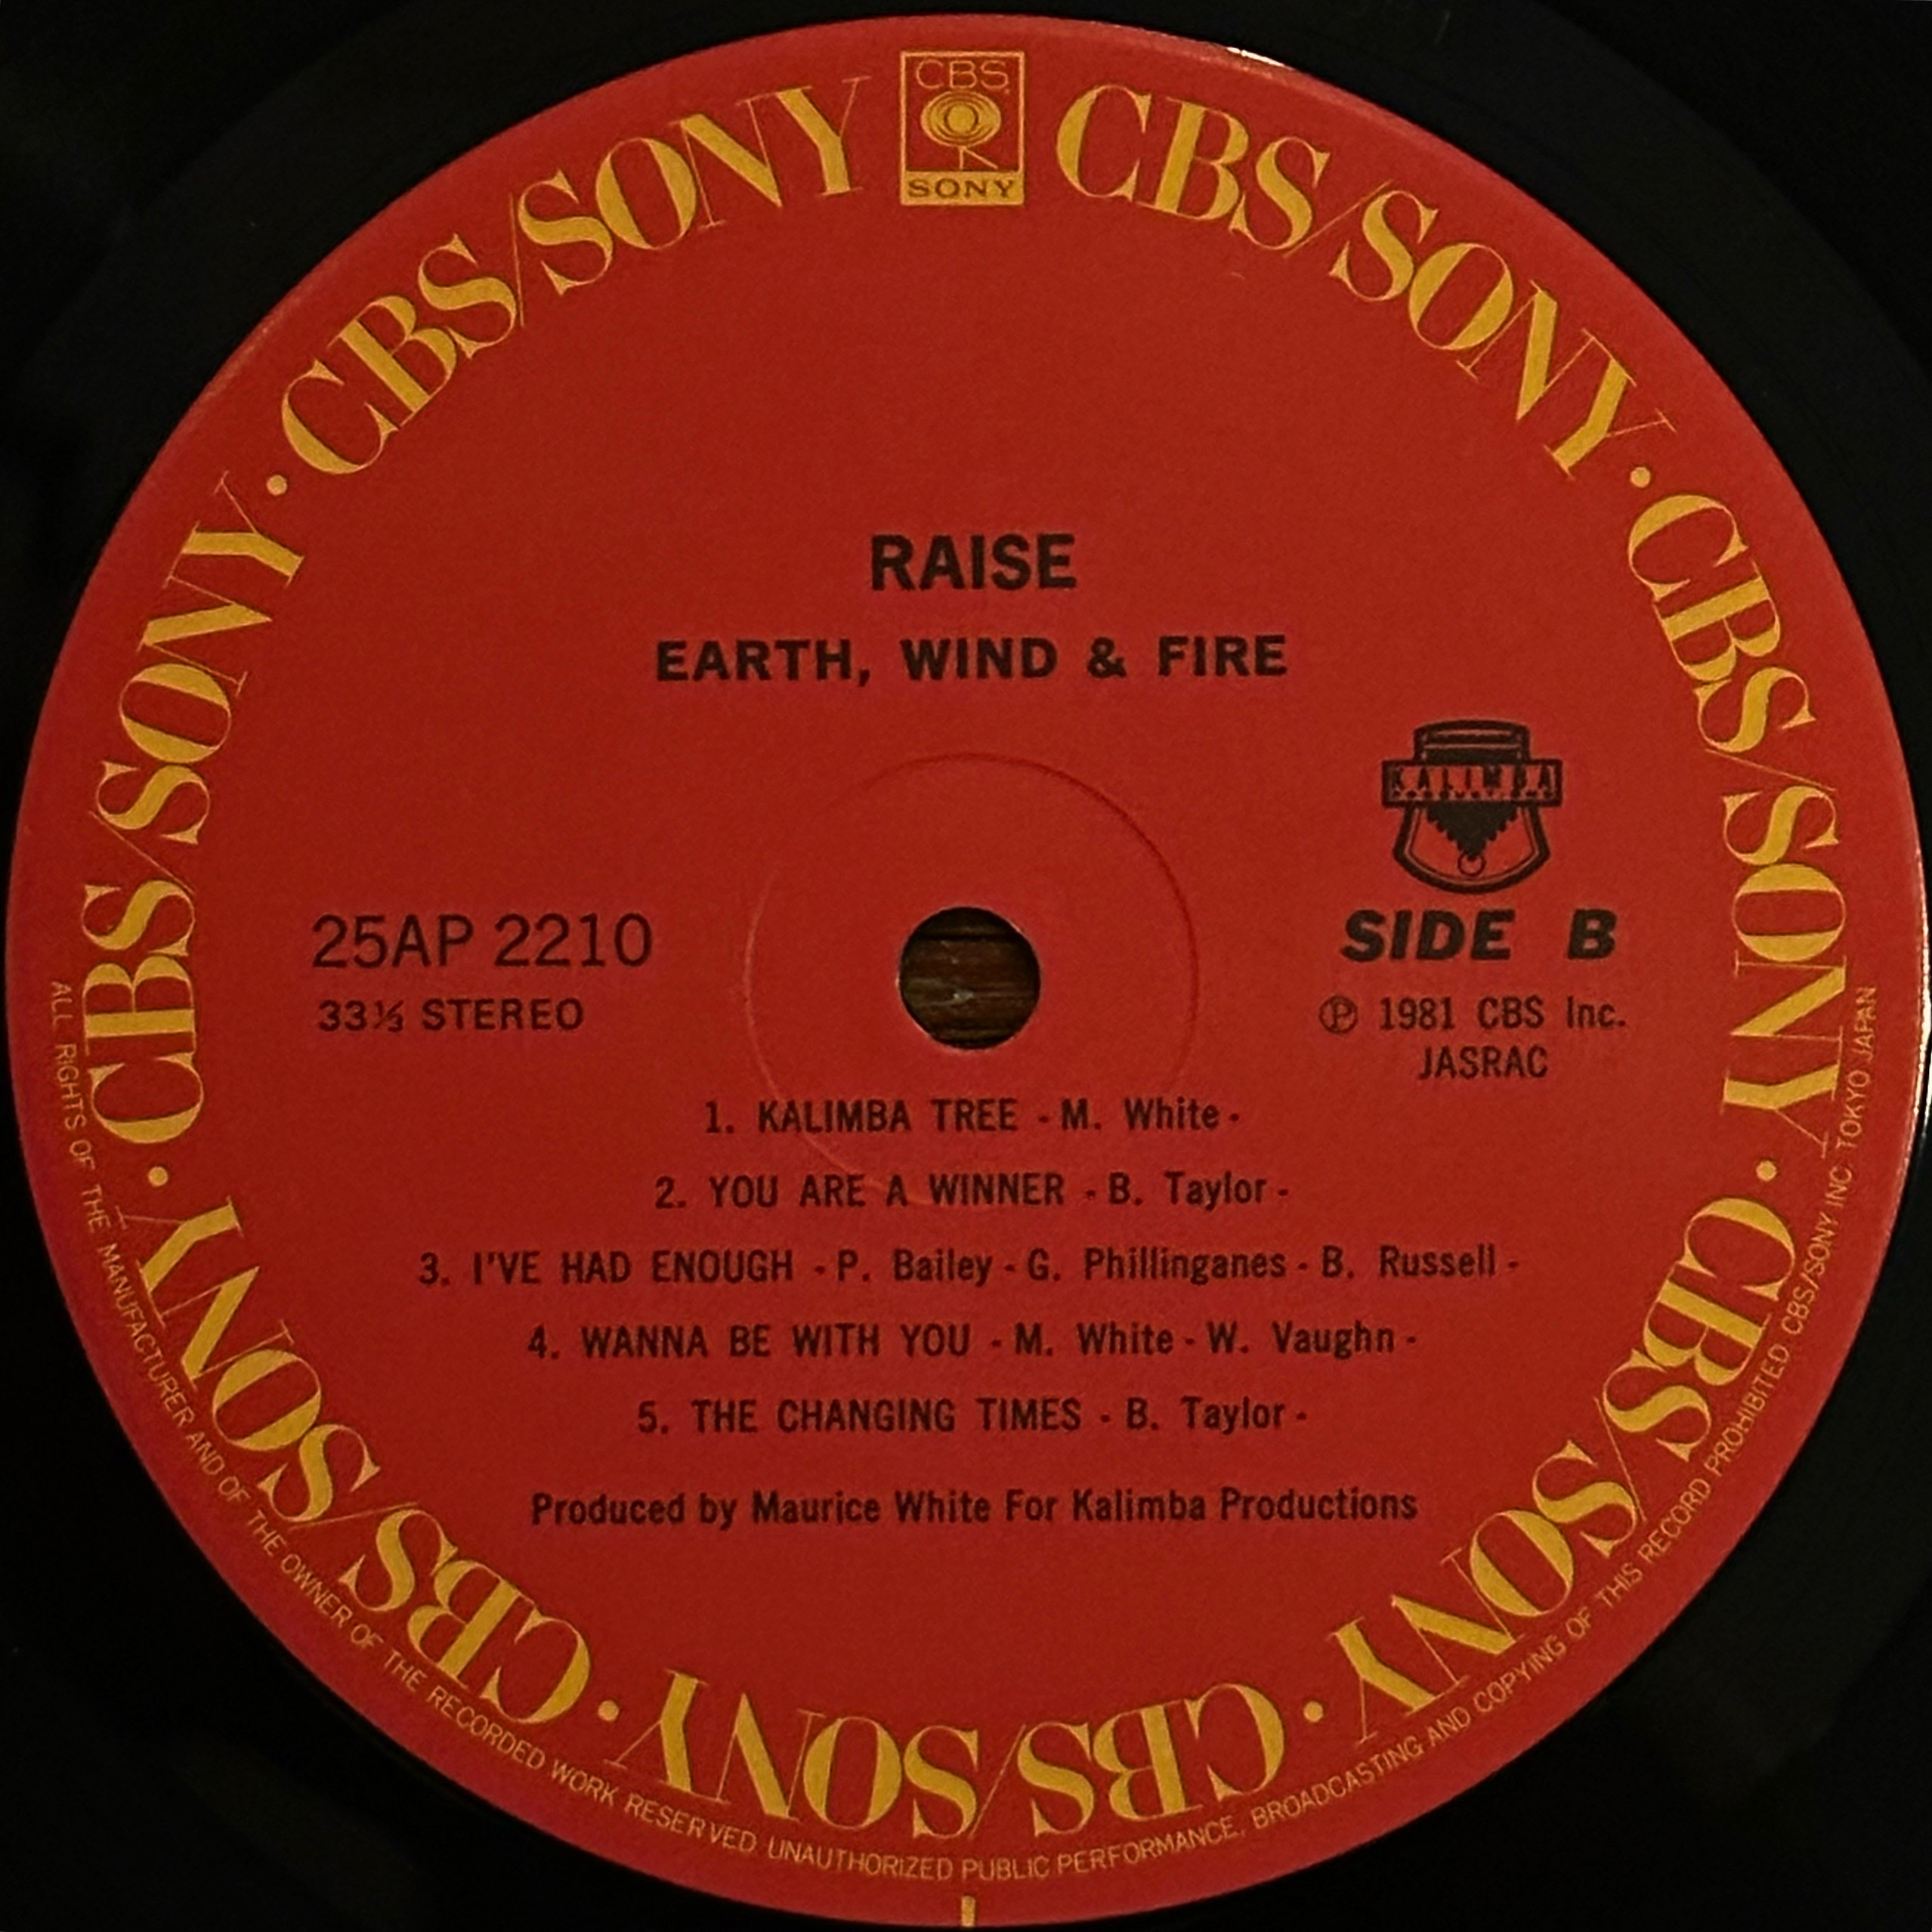 CBS
SONY
CBS/SONY · CBS/SONY · CBS/SONY · CBS/SONY · CBS/SONY · CBS/SONY · CBS/SONY
RAISE
EARTH, WIND & FIRE
KALIMBA
PRODUCTIONS
25AP 2210
33⅓ STEREO
SIDE B
Ⓟ 1981 CBS Inc.
JASRAC
1. KALIMBA TREE - M. White -
2. YOU ARE A WINNER - B. Taylor -
3. I'VE HAD ENOUGH - P. Bailey - G. Phillinganes - B. Russell -
4. WANNA BE WITH YOU - M. White - W. Vaughn -
5. THE CHANGING TIMES - B. Taylor -
Produced by Maurice White For Kalimba Productions
ALL RIGHTS OF THE MANUFACTURER AND OF THE OWNER OF THE RECORDED WORK RESERVED UNAUTHORIZED PUBLIC PERFORMANCE, BROADCASTING AND COPYING OF THIS RECORD PROHIBITED CBS/SONY INC TOKYO JAPAN